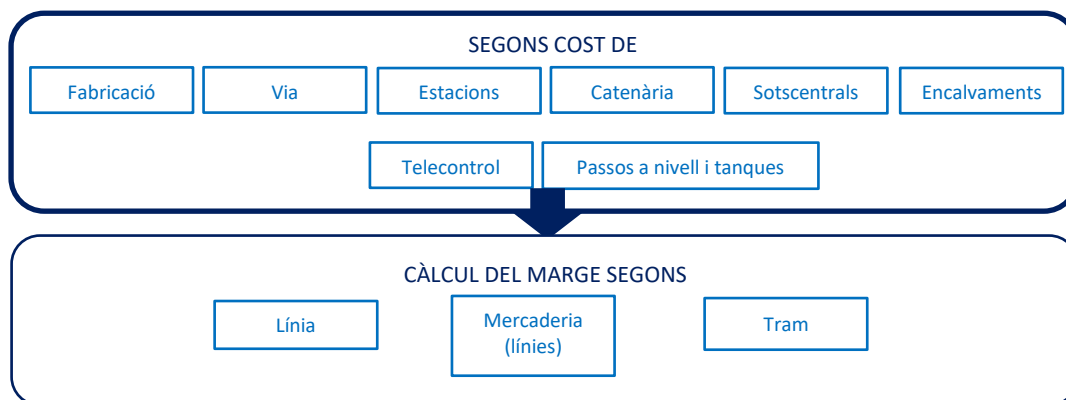 SEGONS COST DE
Fabricació
Via
Estacions
Catenària
Sotscentrals
Encalvaments
Telecontrol
Passos a nivell i tanques
CÀLCUL DEL MARGE SEGONS
Línia
Mercaderia
(línies)
Tram